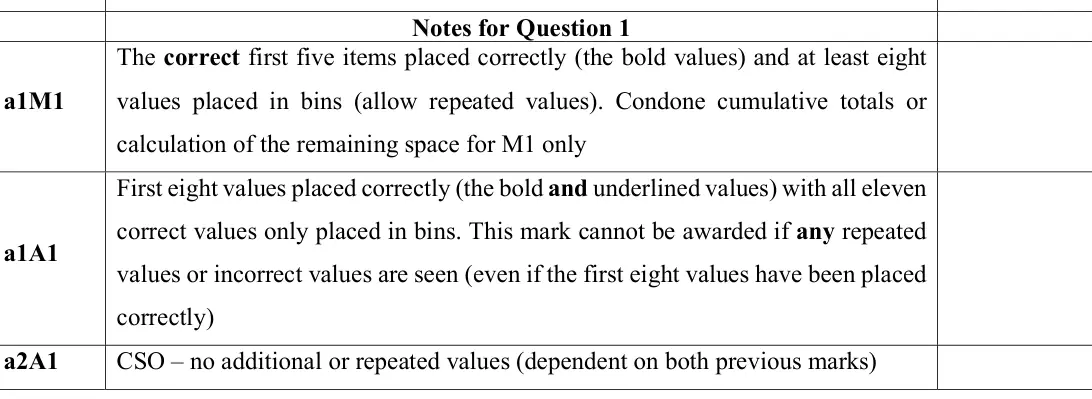 Notes for Question 1
The correct first five items placed correctly (the bold values) and at least eight
a1M1 values placed in bins (allow repeated values). Condone cumulative totals or
calculation of the remaining space for M1 only
First eight values placed correctly (the bold and underlined values) with all eleven
correct values only placed in bins. This mark cannot be awarded if any repeated
a1A1
values or incorrect values are seen (even if the first eight values have been placed
correctly)
a2A1 CSO – no additional or repeated values (dependent on both previous marks)